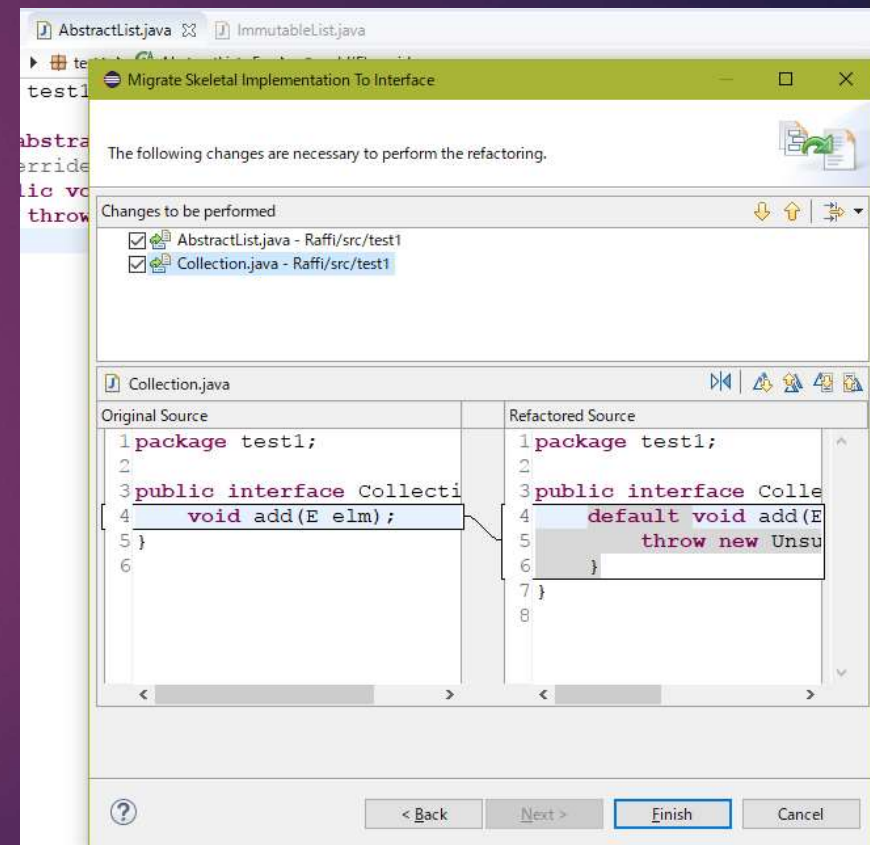 AbstractList.java ImmutableList.java
te
test1
Migrate Skeletal Implementation To Interface
The following changes are necessary to perform the refactoring.
lic vo
throw
Changes to be performed
AbstractList.java - Raffi/src/test1
Collection.java - Raffi/src/test1
Collection.java
Original Source Refactored Source
1 package test1;
2
3 public interface Collecti
4 void add(E elm);
5 }
6
1 package test1;
2
3 public interface Colle
4 default void add(E
5 throw new Unsu
6 }
7 }
8
? < Back Next > Finish Cancel